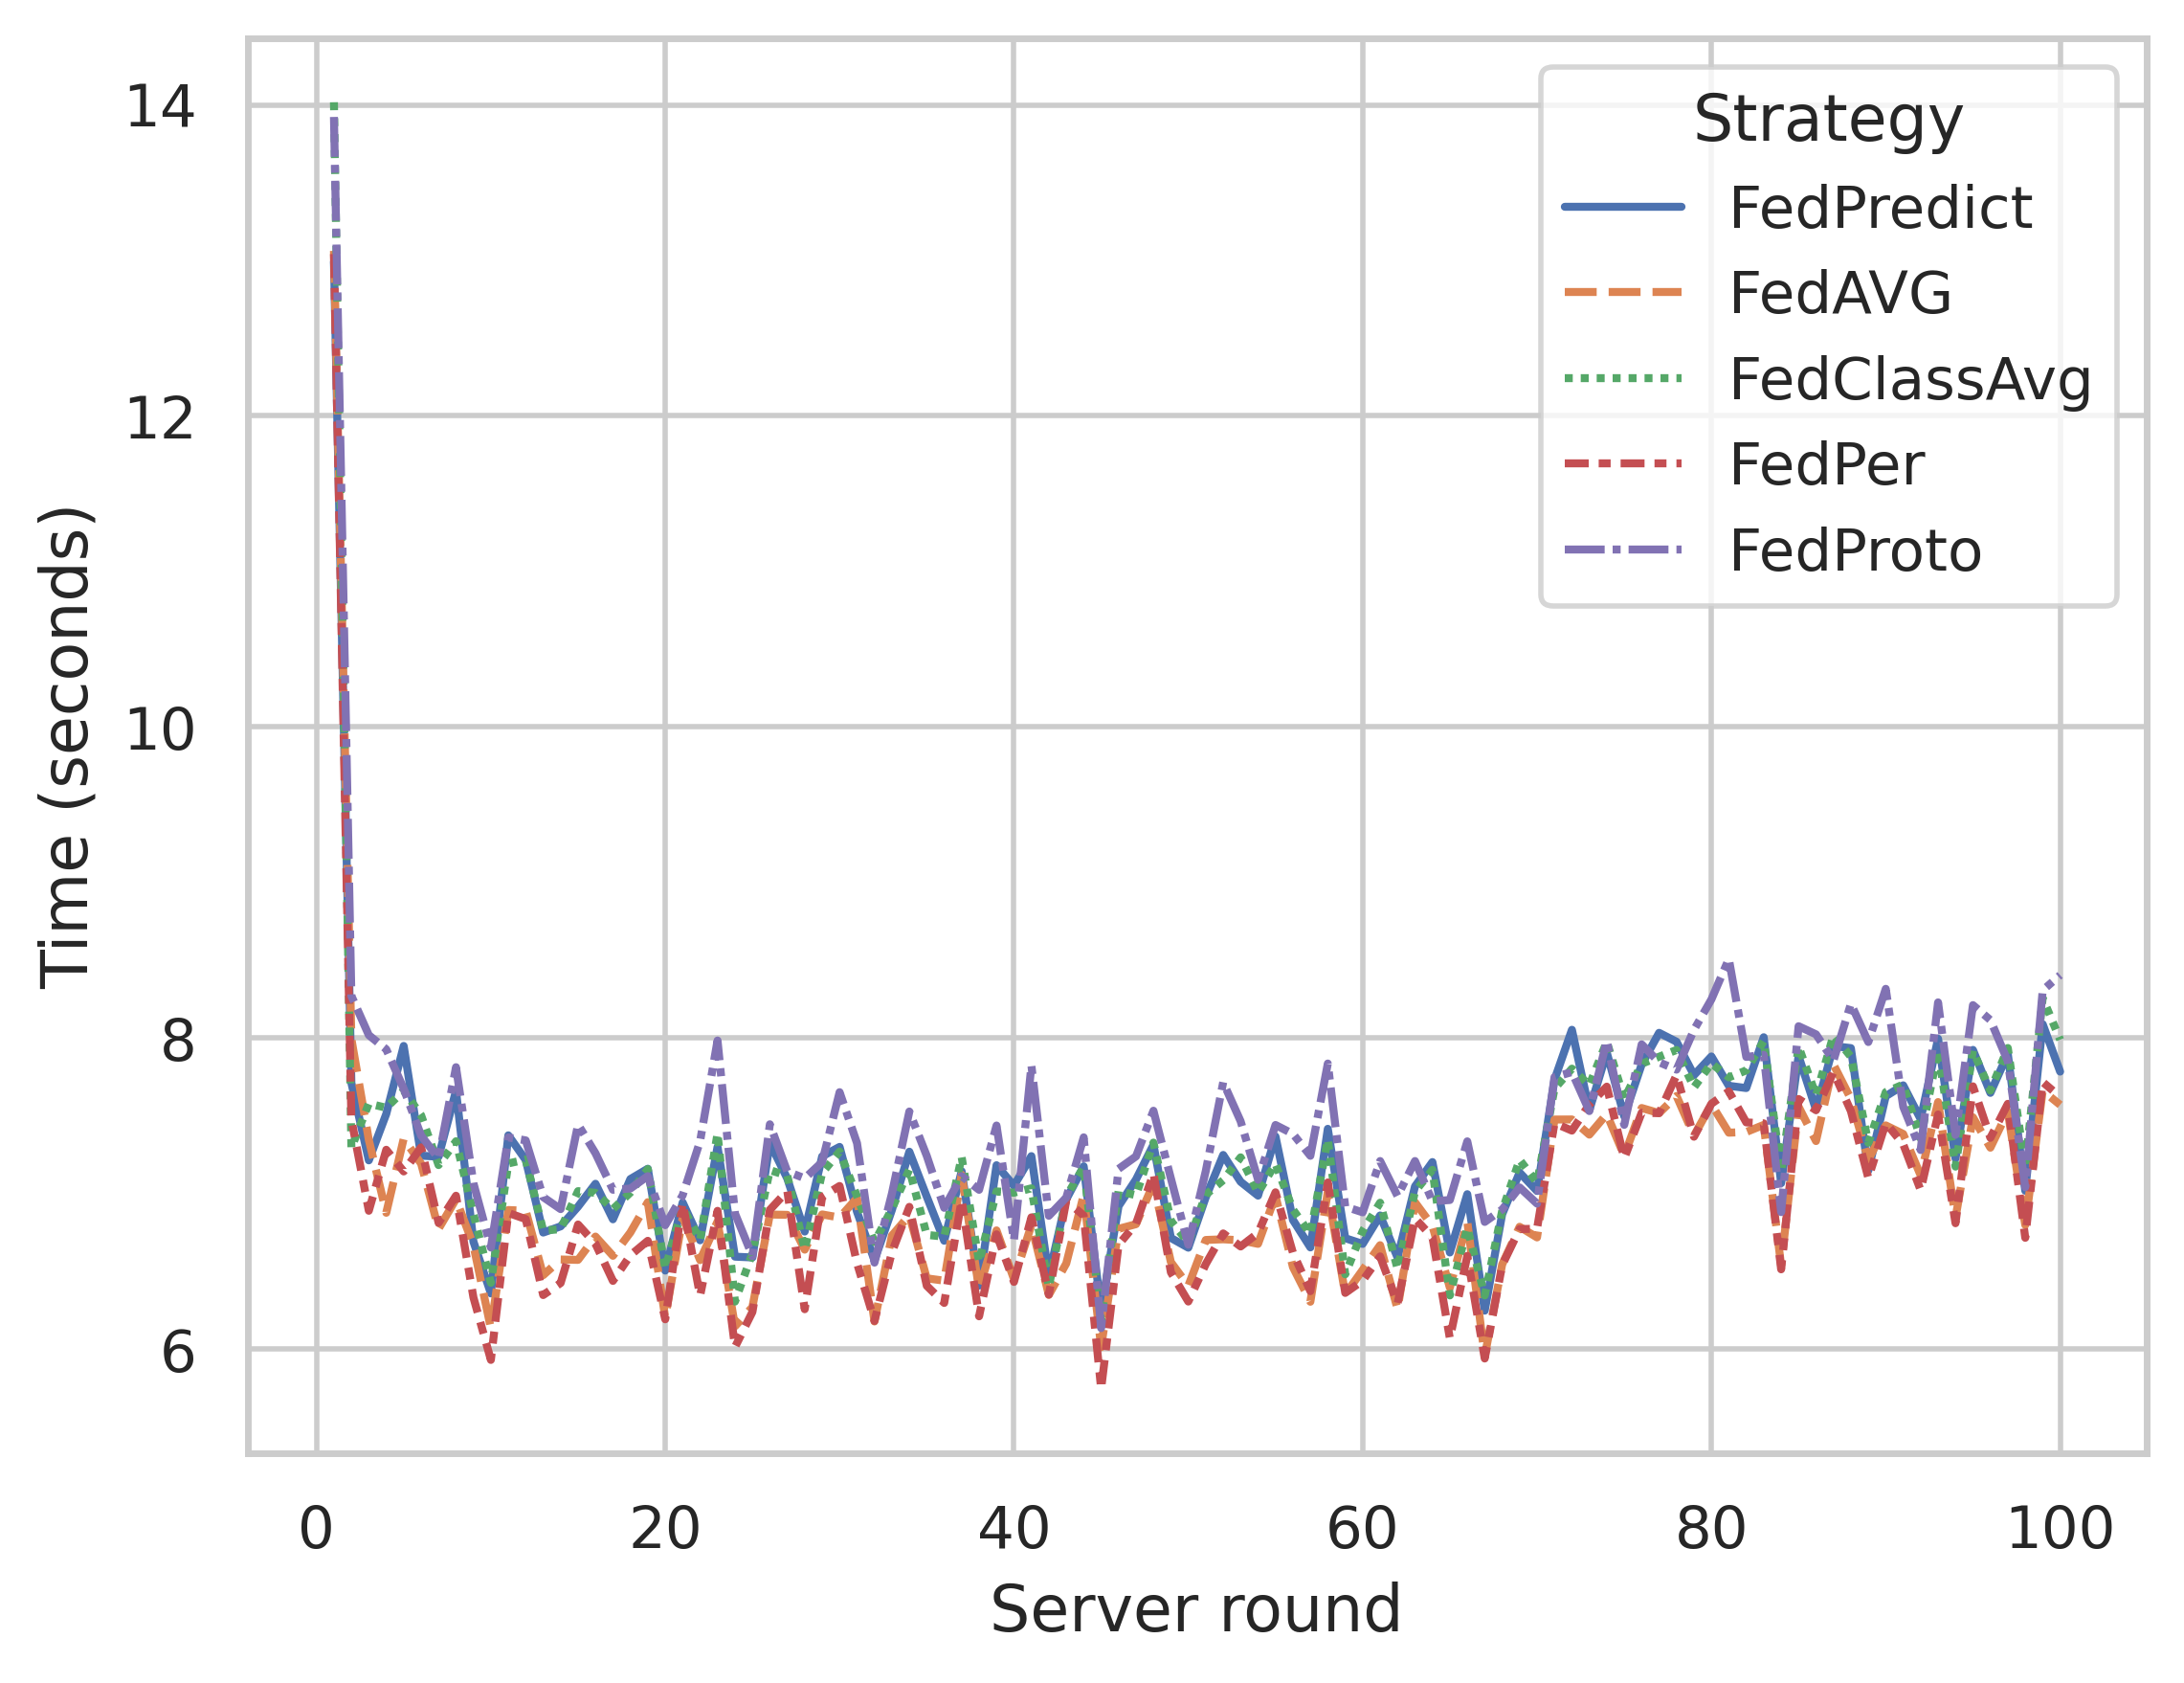 14
12
10
8
6
Time (seconds)
0 20 40 60 80 100
Server round
Strategy
FedPredict
FedAVG
FedClassAvg
FedPer
FedProto